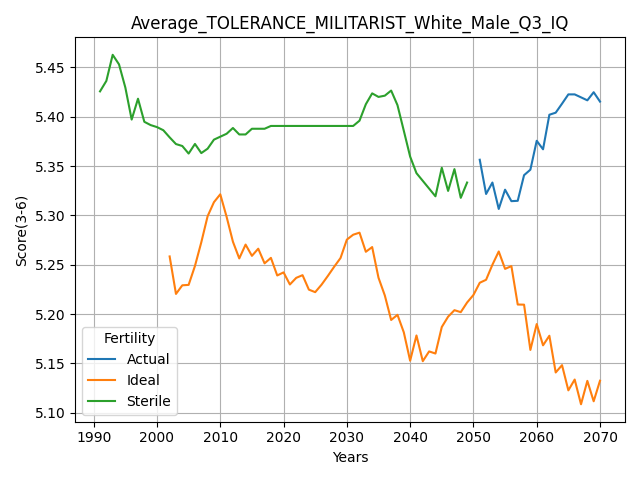 Average_TOLERANCE_MILITARIST_White_Male_Q3_IQ
Score(3-6)
5.45
5.40
5.35
5.30
5.25
5.20
5.15
5.10
Fertility
Actual
Ideal
Sterile
1990 2000 2010 2020 2030 2040 2050 2060 2070
Years